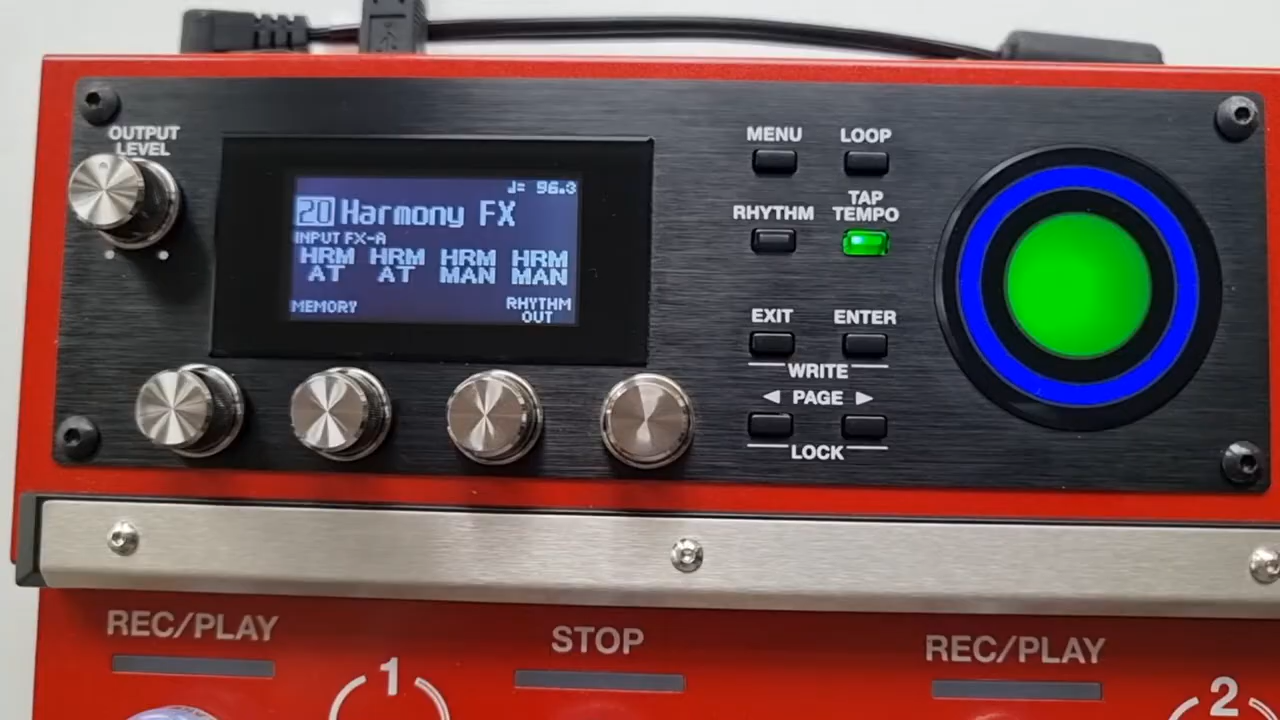 OUTPUT
LEVEL
♩= 96.3
20 Harmony FX
INPUT FX-A
HRM HRM HRM HRM
AT AT MAN MAN
MEMORY
RHYTHM
OUT
MENU LOOP
RHYTHM
TAP
TEMPO
EXIT ENTER
WRITE
◀ PAGE ▶
LOCK
REC/PLAY
1
STOP
REC/PLAY
2